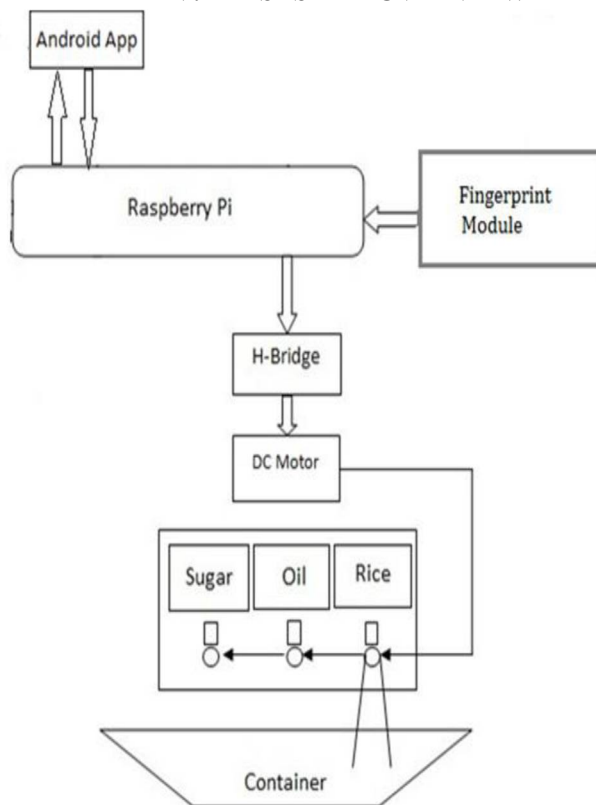 Android App
Raspberry Pi
Fingerprint
Module
H-Bridge
DC Motor
Sugar
Oil
Rice
Container